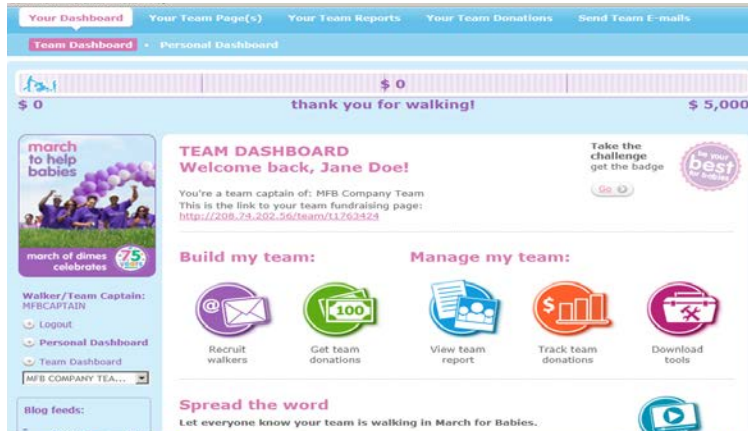 Your Dashboard Your Team Page(s) Your Team Reports Your Team Donations Send Team E-mails
Team Dashboard • Personal Dashboard
$ 0
$ 0 thank you for walking! $ 5,000
march
to help
babies
march of dimes
celebrates
75
years
TEAM DASHBOARD
Welcome back, Jane Doe!
You're a team captain of: MFB Company Team
This is the link to your team fundraising page:
http://208.74.202.56/team/t1763424
Take the
challenge
get the badge
Go
be your
best
for babies
Walker/Team Captain:
MFBCAPTAIN
Logout
Personal Dashboard
Team Dashboard
MFB COMPANY TEA...
Blog feeds:
Build my team: Manage my team:
@
100
$
Recruit
walkers
Get team
donations
View team
report
Track team
donations
Download
tools
Spread the word
Let everyone know your team is walking in March for Babies.